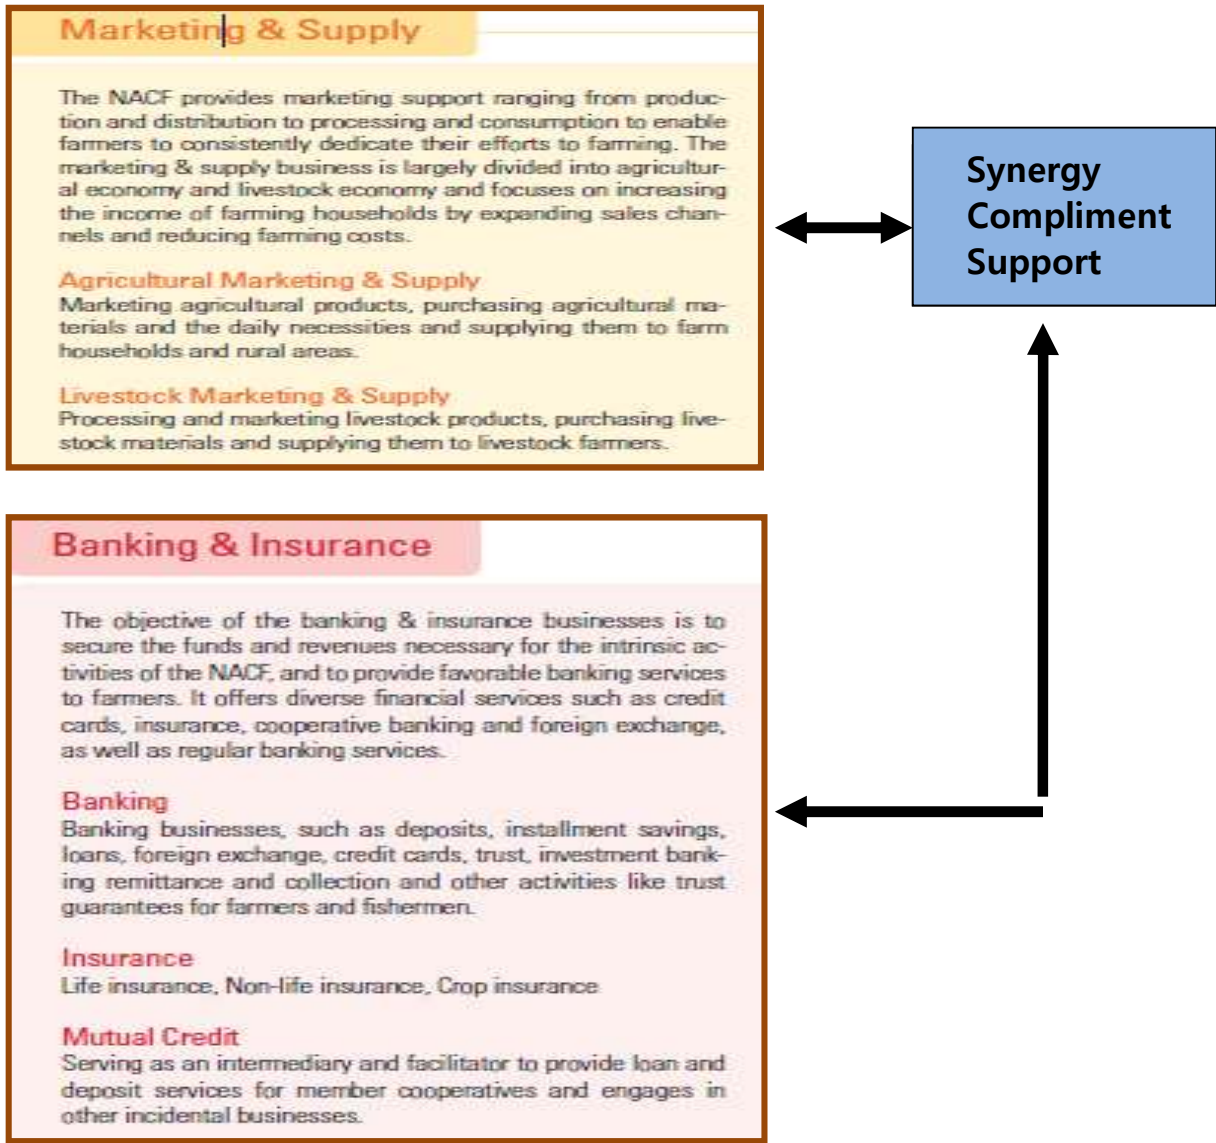 Marketing & Supply
The NACF provides marketing support ranging from produc-
tion and distribution to processing and consumption to enable
farmers to consistently dedicate their efforts to farming. The
marketing & supply business is largely divided into agricultur-
al economy and livestock economy and focuses on increasing
the income of farming households by expanding sales chan-
nels and reducing farming costs.
Agricultural Marketing & Supply
Marketing agricultural products, purchasing agricultural ma-
terials and the daily necessities and supplying them to farm
households and rural areas.
Livestock Marketing & Supply
Processing and marketing livestock products, purchasing live-
stock materials and supplying them to livestock farmers.
Synergy
Compliment
Support
Banking & Insurance
The objective of the banking & insurance businesses is to
secure the funds and revenues necessary for the intrinsic ac-
tivities of the NACF, and to provide favorable banking services
to farmers. It offers diverse financial services such as credit
cards, insurance, cooperative banking and foreign exchange,
as well as regular banking services.
Banking
Banking businesses, such as deposits, installment savings,
loans, foreign exchange, credit cards, trust, investment bank-
ing remittance and collection and other activities like trust
guarantees for farmers and fishermen.
Insurance
Life insurance, Non-life insurance, Crop insurance
Mutual Credit
Serving as an intermediary and facilitator to provide loan and
deposit services for member cooperatives and engages in
other incidental businesses.